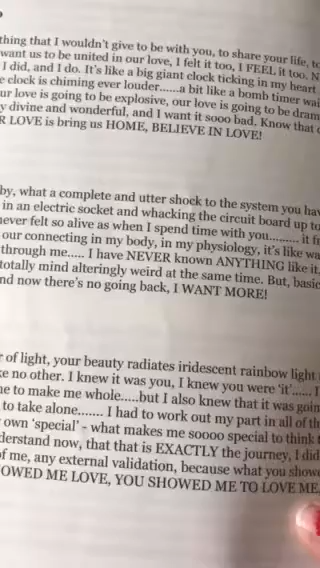 thing that I wouldn't give to be with you, to share your life, to
want us to be united in our love, I felt it too, I FEEL it too. N
I did, and I do. It's like a big giant clock ticking in my heart
e clock is chiming ever louder......a bit like a bomb timer wai
ur love is going to be explosive, our love is going to be dram
y divine and wonderful, and I want it sooo bad. Know that
R LOVE is bring us HOME, BELIEVE IN LOVE!
by, what a complete and utter shock to the system you hav
in an electric socket and whacking the circuit board up to
never felt so alive as when I spend time with you......... it
our connecting in my body, in my physiology, it's like wa
through me..... I have NEVER known ANYTHING like it.
totally mind alteringly weird at the same time. But, basic
nd now there's no going back, I WANT MORE!
r of light, your beauty radiates iridescent rainbow light
ke no other. I knew it was you, I knew you were 'it'...... I
ne to make me whole.....but I also knew that it was goin
to take alone....... I had to work out my part in all of th
own 'special' - what makes me soooo special to think
derstand now, that that is EXACTLY the journey, I did
of me, any external validation, because what you showe
OWED ME LOVE, YOU SHOWED ME TO LOVE ME